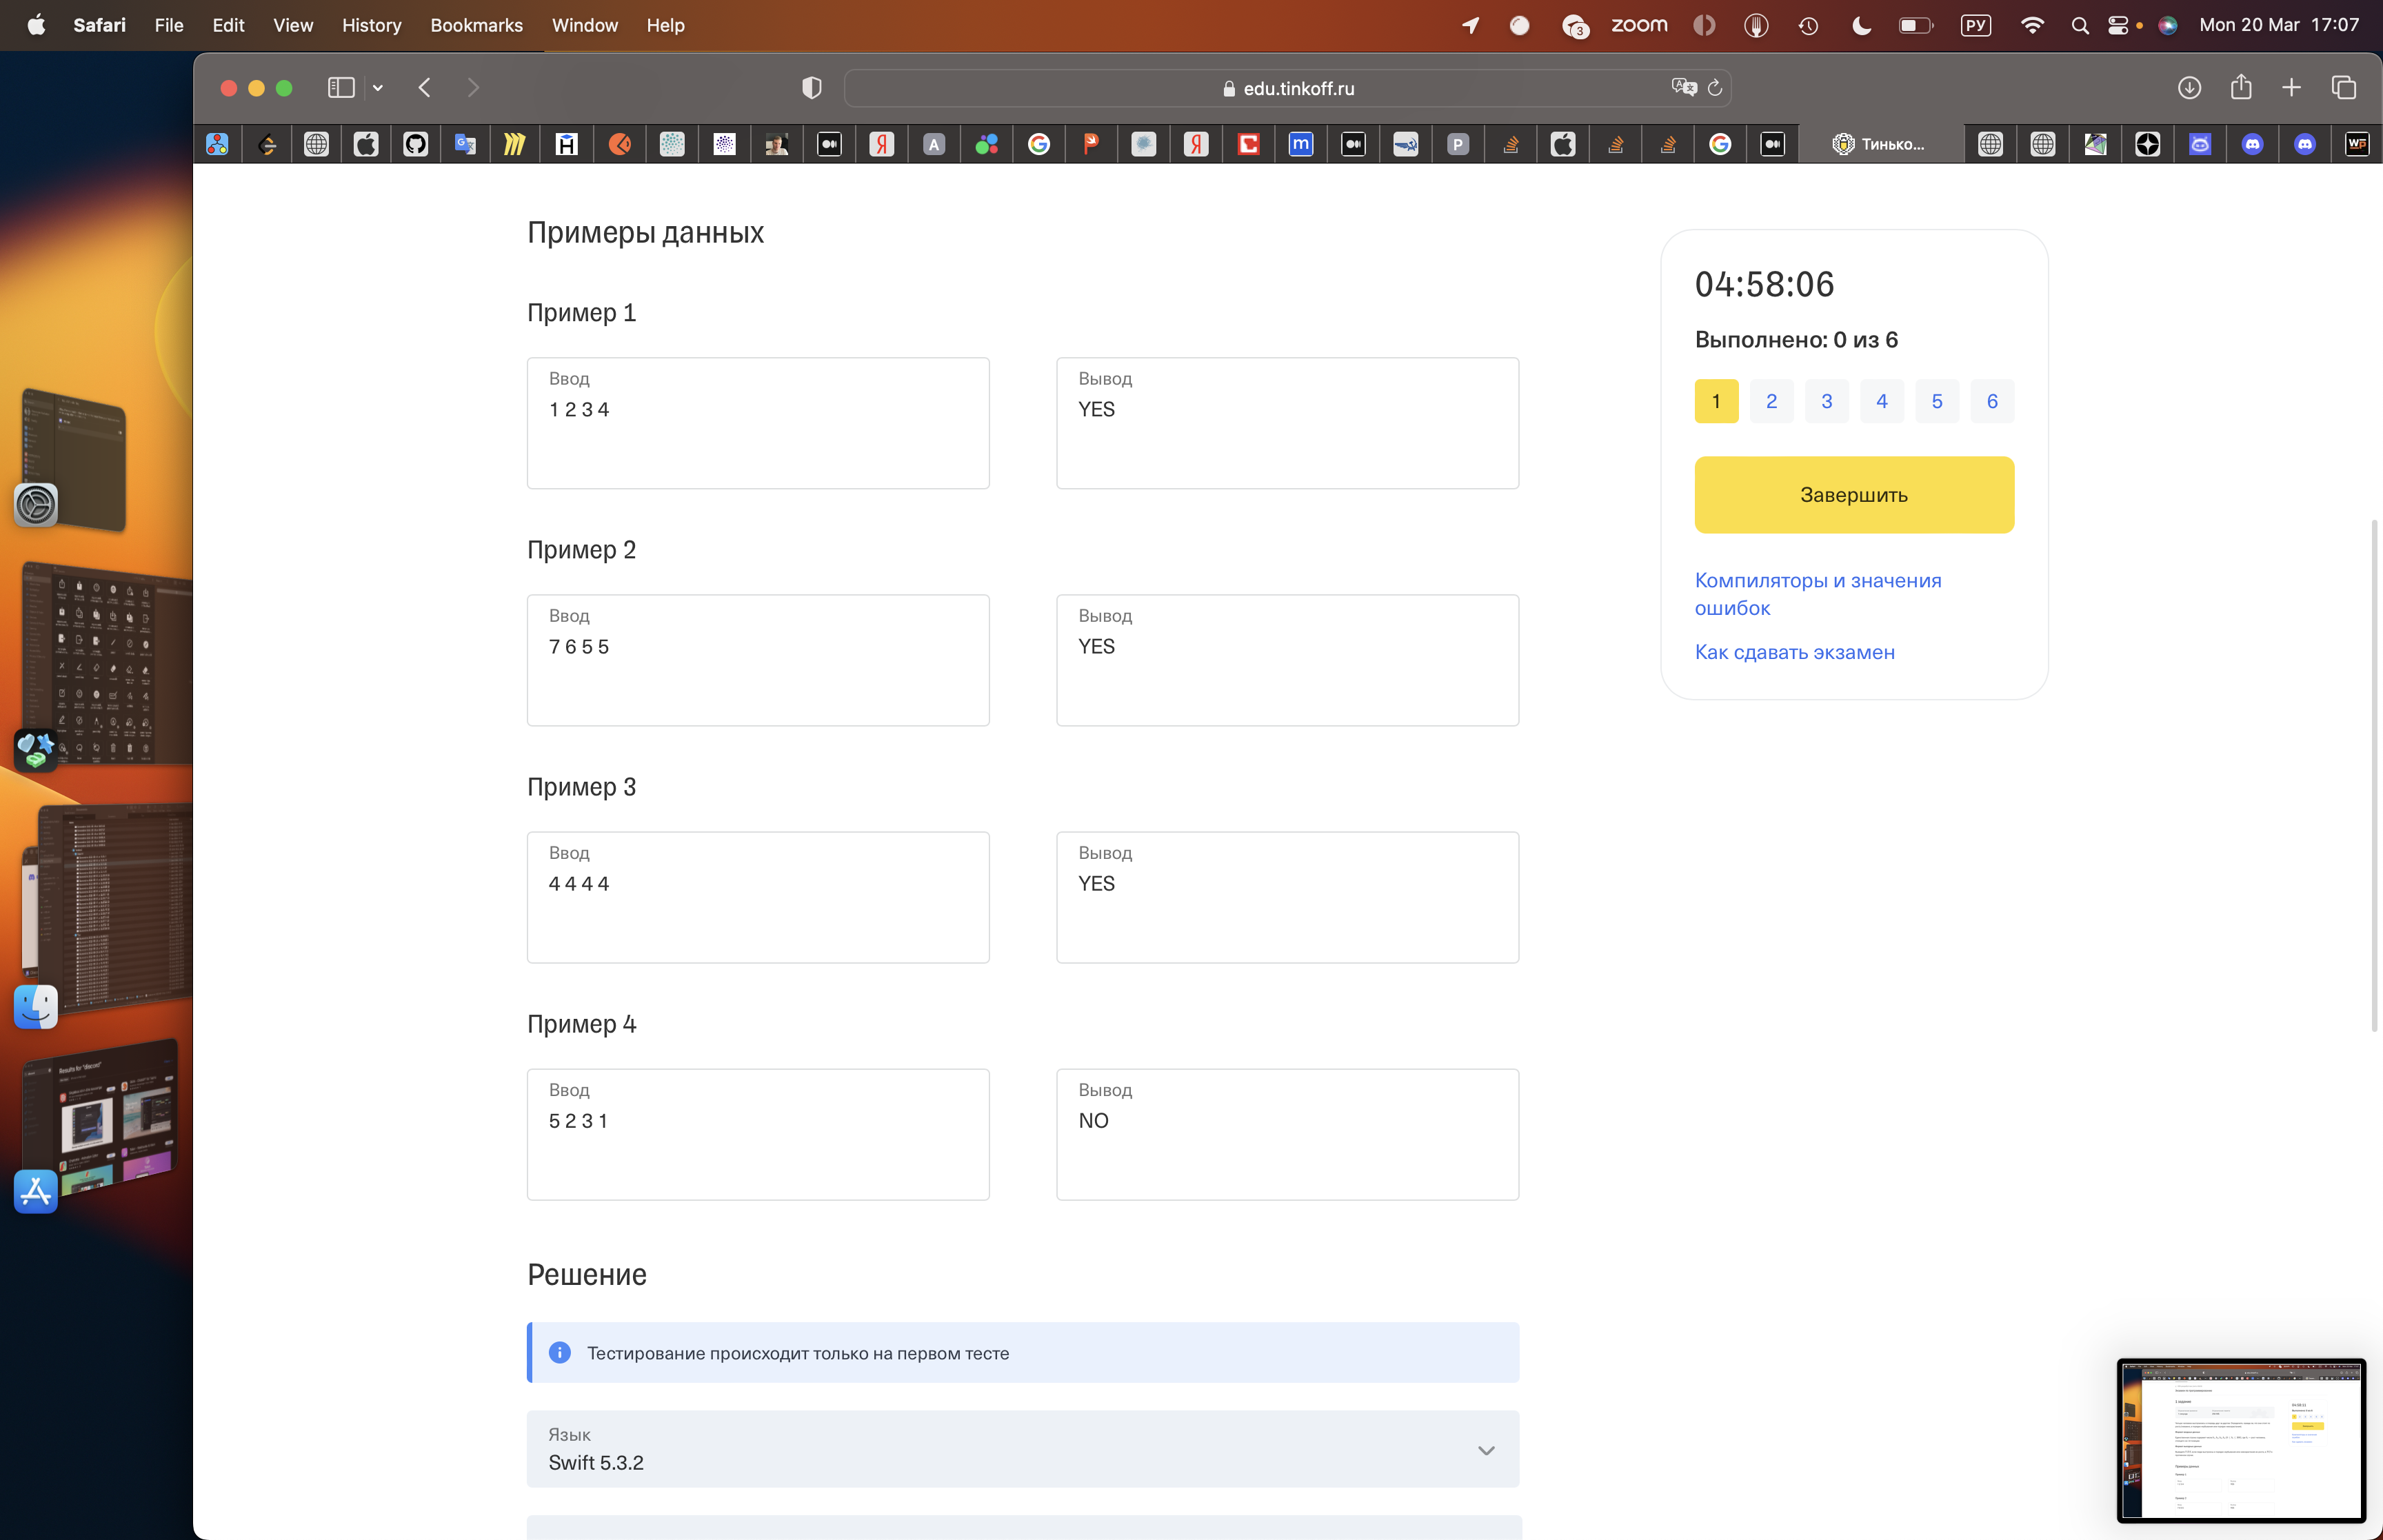 Safari File Edit View History Bookmarks Window Help
3 zoom РУ Mon 20 Mar 17:07
edu.tinkoff.ru
Тинько...
Примеры данных
Пример 1
Ввод
1 2 3 4
Вывод
YES
Пример 2
Ввод
7 6 5 5
Вывод
YES
Пример 3
Ввод
4 4 4 4
Вывод
YES
Пример 4
Ввод
5 2 3 1
Вывод
NO
Решение
Тестирование происходит только на первом тесте
Язык
Swift 5.3.2
04:58:06
Выполнено: 0 из 6
1 2 3 4 5 6
Завершить
Компиляторы и значения
ошибок
Как сдавать экзамен
Results for "discord"